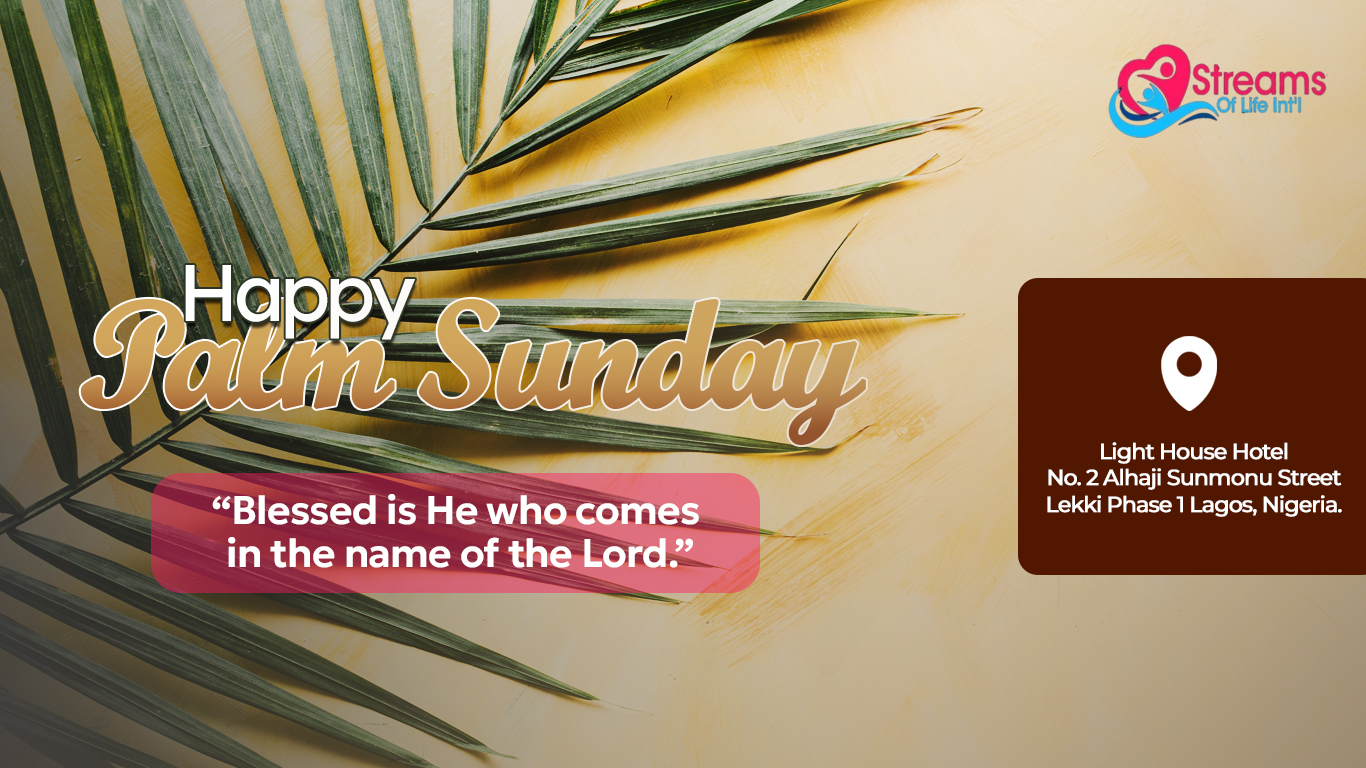 Streams
Of Life Int'l
Happy
Palm Sunday
“Blessed is He who comes
in the name of the Lord.”
Light House Hotel
No. 2 Alhaji Sunmonu Street
Lekki Phase 1 Lagos, Nigeria.